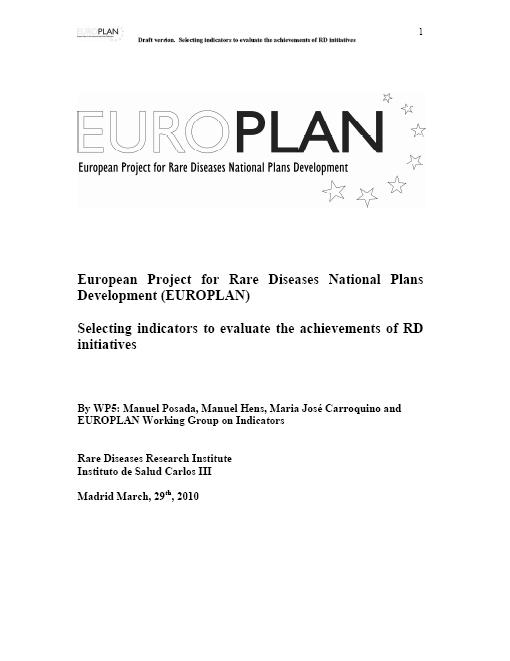 EUROPLAN
1
Draft version. Selecting indicators to evaluate the achievements of RD initiatives
EUROPLAN
European Project for Rare Diseases National Plans Development
European Project for Rare Diseases National Plans
Development (EUROPLAN)
Selecting indicators to evaluate the achievements of RD
initiatives
By WP5: Manuel Posada, Manuel Hens, Maria José Carroquino and
EUROPLAN Working Group on Indicators
Rare Diseases Research Institute
Instituto de Salud Carlos III
Madrid March, 29th, 2010